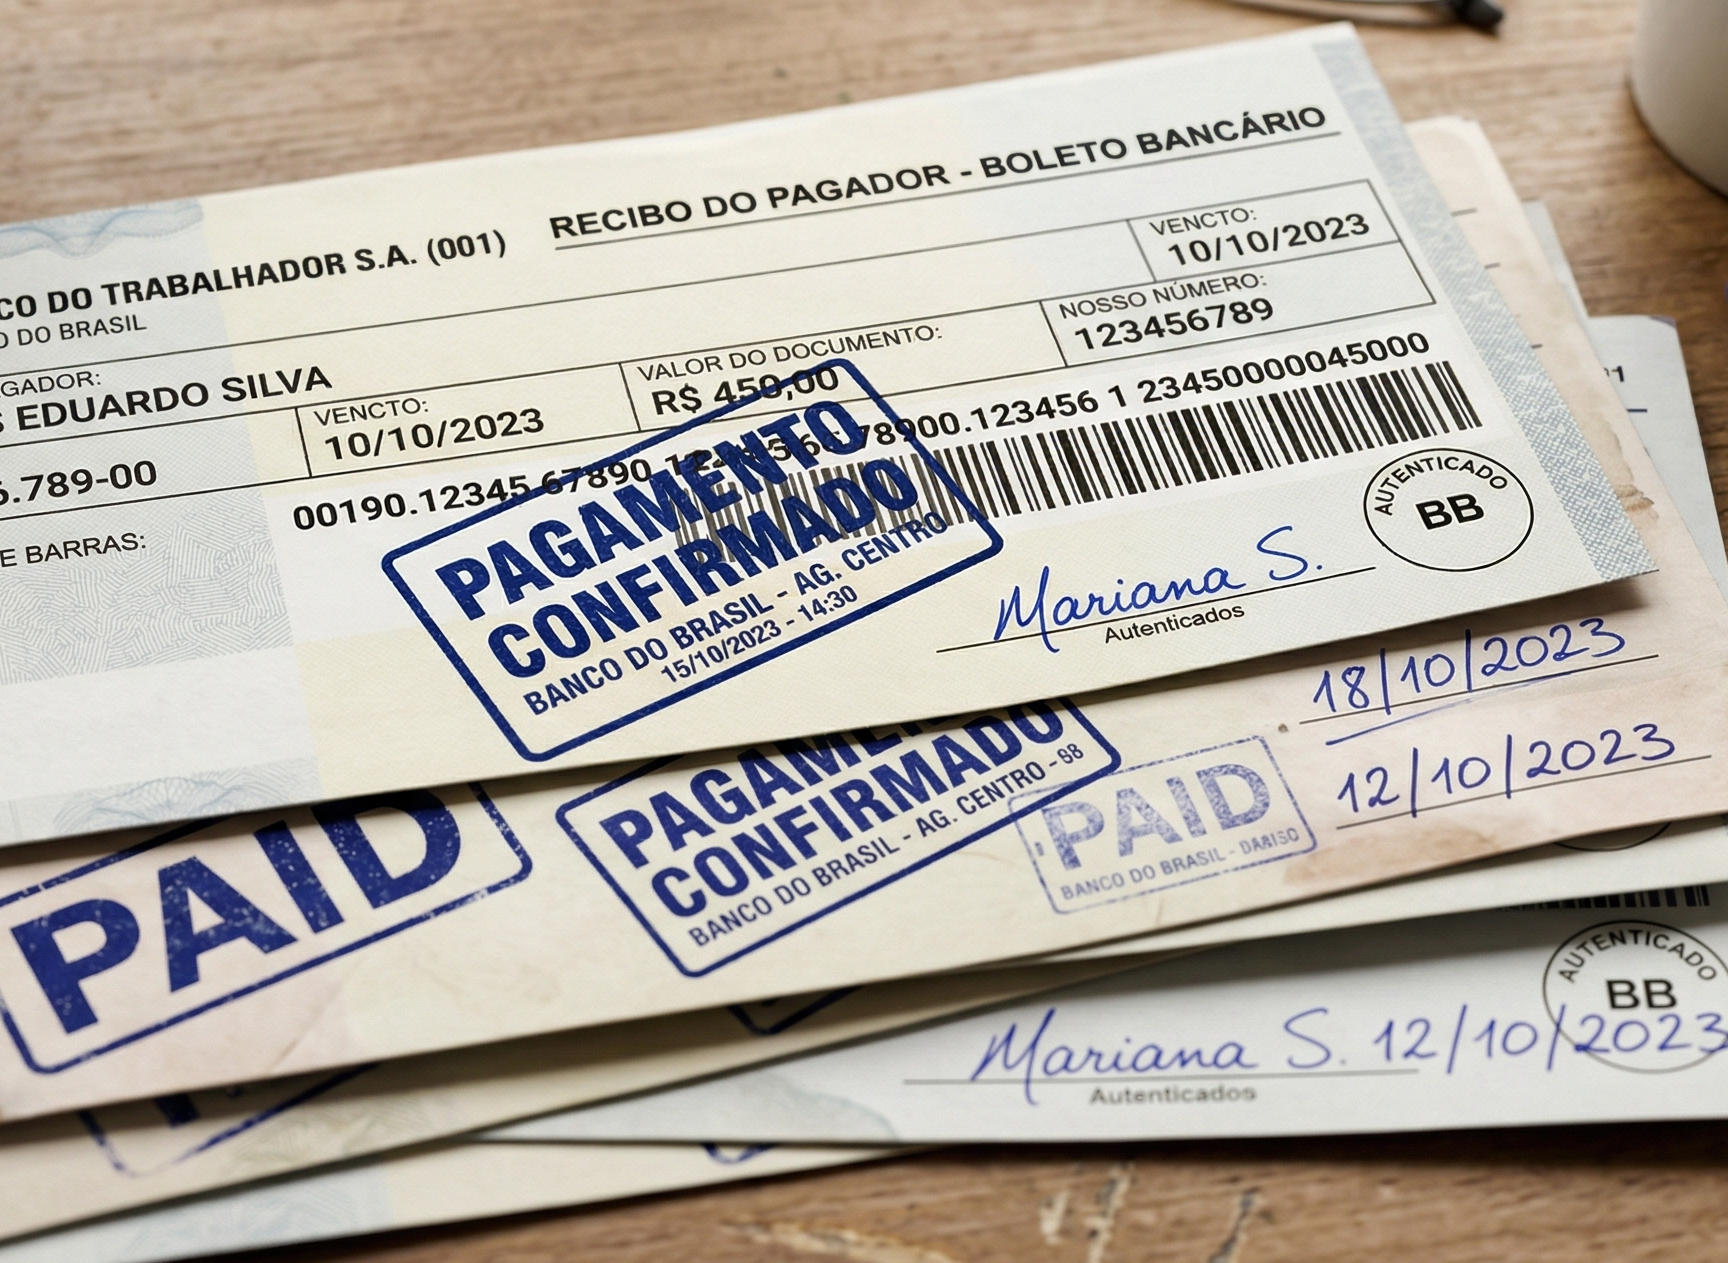 RECIBO DO PAGADOR - BOLETO BANCÁRIO
CO DO TRABALHADOR S.A. (001)
O DO BRASIL
VENCTO:
10/10/2023
GADOR:
S EDUARDO SILVA
VENCTO:
10/10/2023
VALOR DO DOCUMENTO:
R$ 450,00
NOSSO NÚMERO:
123456789
6.789-00
00190.12345 67890 78900.123456 1 23450000045000
E BARRAS:
PAGAMENTO
CONFIRMADO
BANCO DO BRASIL - AG. CENTRO
15/10/2023 - 14:30
AUTENTICADO
BB
Mariana S.
Autenticados
18/10/2023
12/10/2023
PAID
CONFIRMADO
BANCO DO BRASIL - AG. CENTRO - 98
PAID
BANCO DO BRASIL -
AUTENTICADO
BB
Mariana S. 12/10/2023
Autenticados